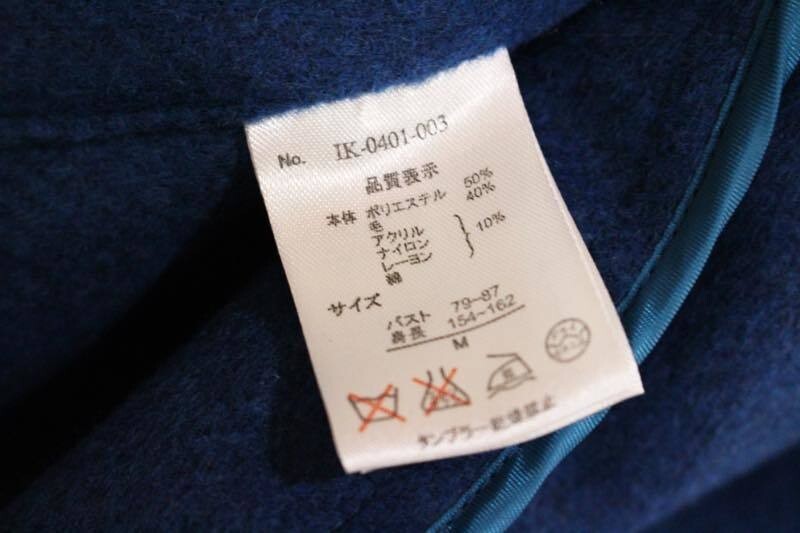 No. IK-0401-003
品質表示
本体 ポリエステル 50%
毛 40%
アクリル
ナイロン 10%
レーヨン
綿
サイズ
バスト 79-87
身長 154-162
M
タンブラー乾燥禁止